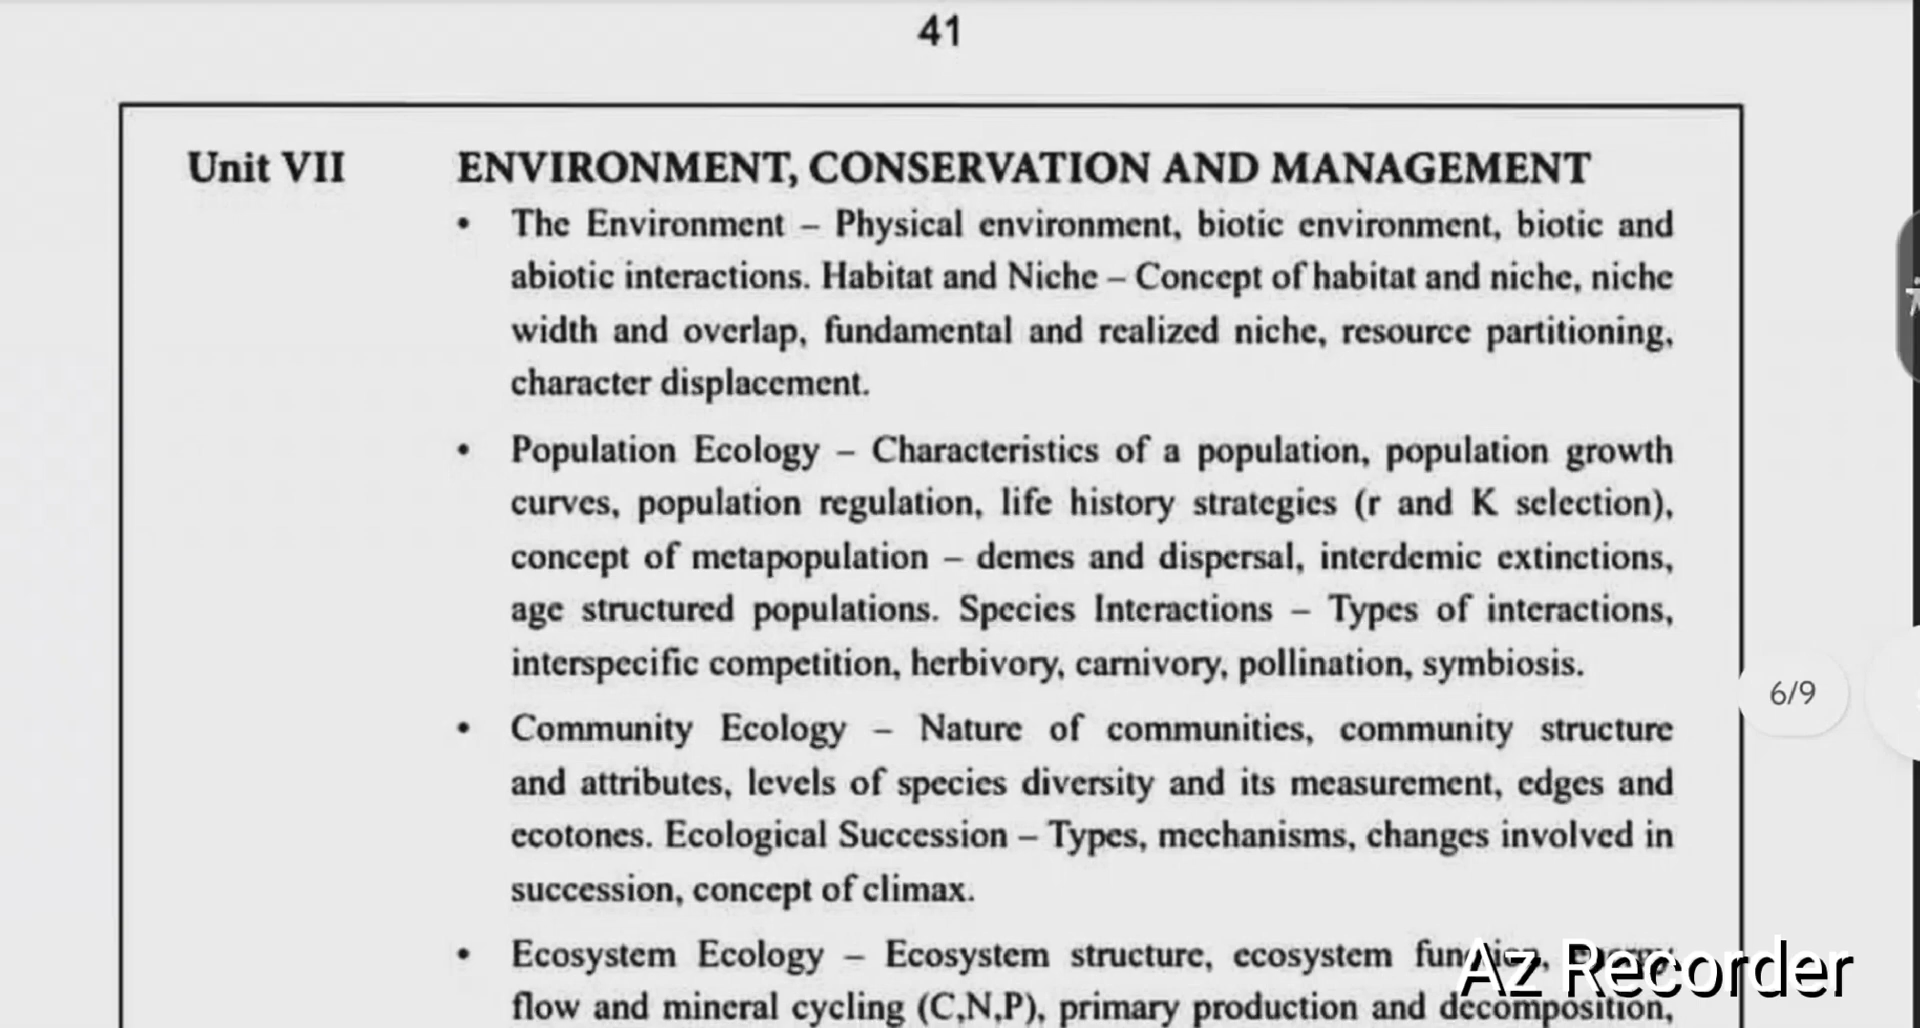 41
Unit VII
ENVIRONMENT, CONSERVATION AND MANAGEMENT
• The Environment – Physical environment, biotic environment, biotic and
abiotic interactions. Habitat and Niche – Concept of habitat and niche, niche
width and overlap, fundamental and realized niche, resource partitioning,
character displacement.
• Population Ecology – Characteristics of a population, population growth
curves, population regulation, life history strategies (r and K selection),
concept of metapopulation – demes and dispersal, interdemic extinctions,
age structured populations. Species Interactions – Types of interactions,
interspecific competition, herbivory, carnivory, pollination, symbiosis.
6/9
• Community Ecology – Nature of communities, community structure
and attributes, levels of species diversity and its measurement, edges and
ecotones. Ecological Succession – Types, mechanisms, changes involved in
succession, concept of climax.
• Ecosystem Ecology – Ecosystem structure, ecosystem
flow and mineral cycling (C,N,P), primary production and decomposition,
Az Recorder